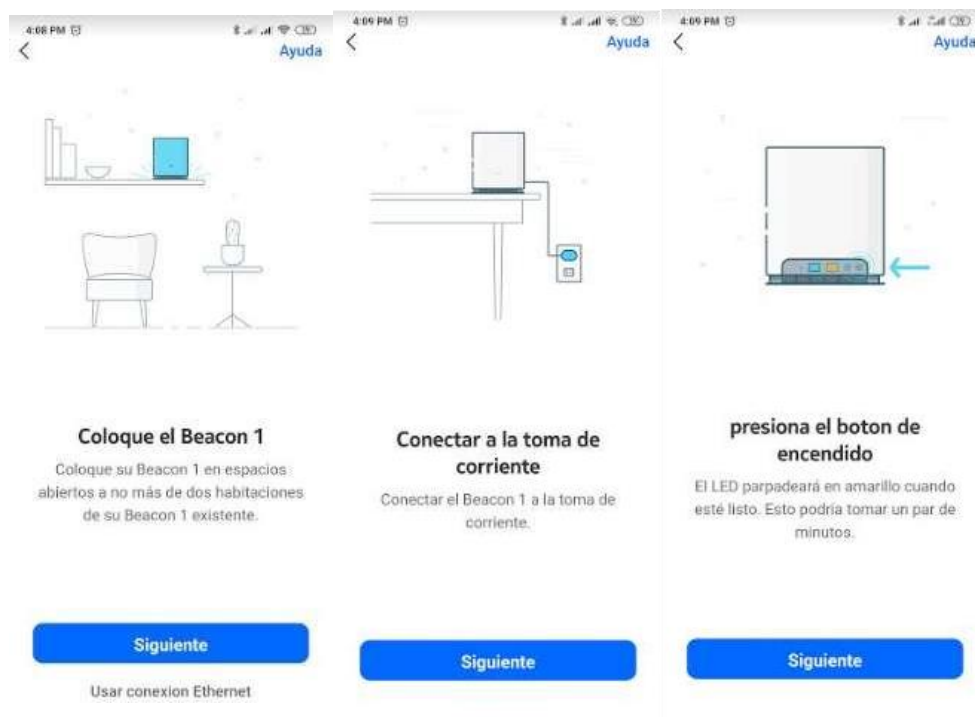 4:08 PM
Ayuda
Coloque el Beacon 1
Coloque su Beacon 1 en espacios
abiertos a no más de dos habitaciones
de su Beacon 1 existente.
Siguiente
Usar conexion Ethernet
4:09 PM
Ayuda
Conectar a la toma de
corriente
Conectar el Beacon 1 a la toma de
corriente.
Siguiente
4:09 PM
Ayuda
presiona el boton de
encendido
El LED parpadeará en amarillo cuando
esté listo. Esto podría tomar un par de
minutos.
Siguiente